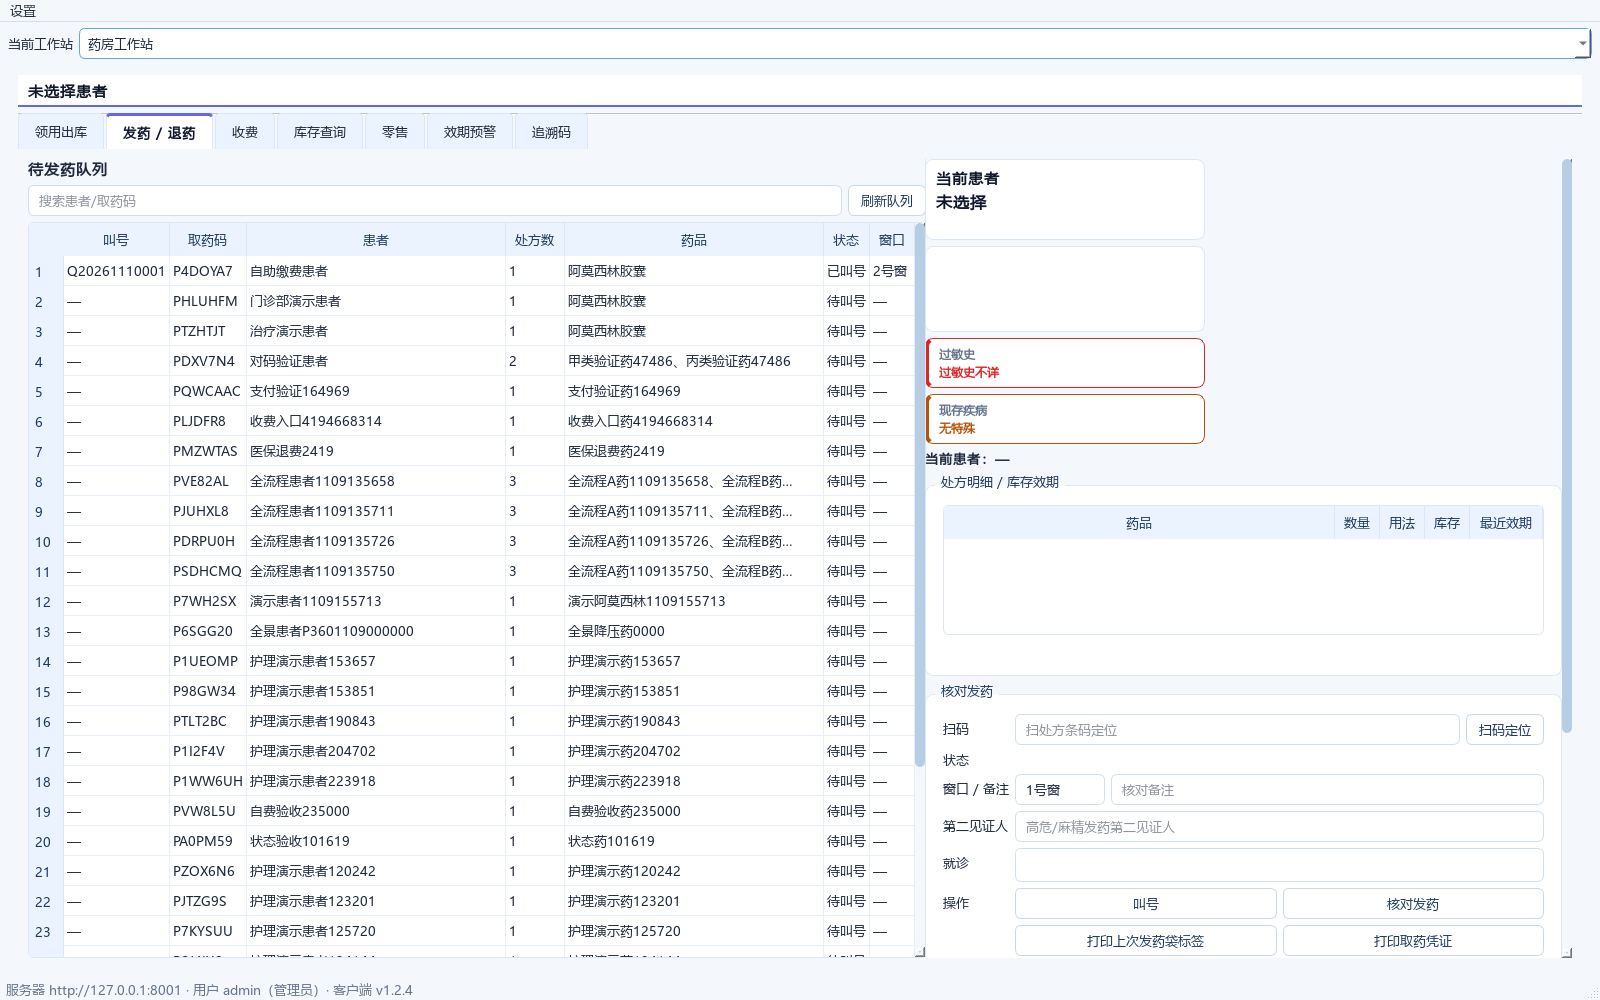 设置
当前工作站 药房工作站
未选择患者
领用出库 发药 / 退药 收费 库存查询 零售 效期预警 追溯码
待发药队列
搜索患者/取药码 刷新队列
叫号 取药码 患者 处方数 药品 状态 窗口
1 Q20261110001 P4DOYA7 自助缴费患者 1 阿莫西林胶囊 已叫号 2号窗
2 — PHLUHFM 门诊部演示患者 1 阿莫西林胶囊 待叫号 —
3 — PTZHTJT 治疗演示患者 1 阿莫西林胶囊 待叫号 —
4 — PDXV7N4 对码验证患者 2 甲类验证药47486、丙类验证药47486 待叫号 —
5 — PQWCAAC 支付验证164969 1 支付验证药164969 待叫号 —
6 — PLJDFR8 收费入口4194668314 1 收费入口药4194668314 待叫号 —
7 — PMZWTAS 医保退费2419 1 医保退费药2419 待叫号 —
8 — PVE82AL 全流程患者1109135658 3 全流程A药1109135658、全流程B药... 待叫号 —
9 — PJUHXL8 全流程患者1109135711 3 全流程A药1109135711、全流程B药... 待叫号 —
10 — PDRPU0H 全流程患者1109135726 3 全流程A药1109135726、全流程B药... 待叫号 —
11 — PSDHCMQ 全流程患者1109135750 3 全流程A药1109135750、全流程B药... 待叫号 —
12 — P7WH2SX 演示患者1109155713 1 演示阿莫西林1109155713 待叫号 —
13 — P6SGG20 全景患者P3601109000000 1 全景降压药0000 待叫号 —
14 — P1UEOMP 护理演示患者153657 1 护理演示药153657 待叫号 —
15 — P98GW34 护理演示患者153851 1 护理演示药153851 待叫号 —
16 — PTLT2BC 护理演示患者190843 1 护理演示药190843 待叫号 —
17 — P1I2F4V 护理演示患者204702 1 护理演示药204702 待叫号 —
18 — P1WW6UH 护理演示患者223918 1 护理演示药223918 待叫号 —
19 — PVW8L5U 自费验收235000 1 自费验收药235000 待叫号 —
20 — PA0PM59 状态验收101619 1 状态药101619 待叫号 —
21 — PZOX6N6 护理演示患者120242 1 护理演示药120242 待叫号 —
22 — PJTZG9S 护理演示患者123201 1 护理演示药123201 待叫号 —
23 — P7KYSUU 护理演示患者125720 1 护理演示药125720 待叫号 —
当前患者
未选择
过敏史
过敏史不详
现存疾病
无特殊
当前患者：—
处方明细 / 库存效期
药品 数量 用法 库存 最近效期
核对发药
扫码 扫处方条码定位 扫码定位
状态
窗口 / 备注 1号窗 核对备注
第二见证人 高危/麻精发药第二见证人
就诊
操作 叫号 核对发药
打印上次发药袋标签 打印取药凭证
服务器 http://127.0.0.1:8001 · 用户 admin（管理员）· 客户端 v1.2.4